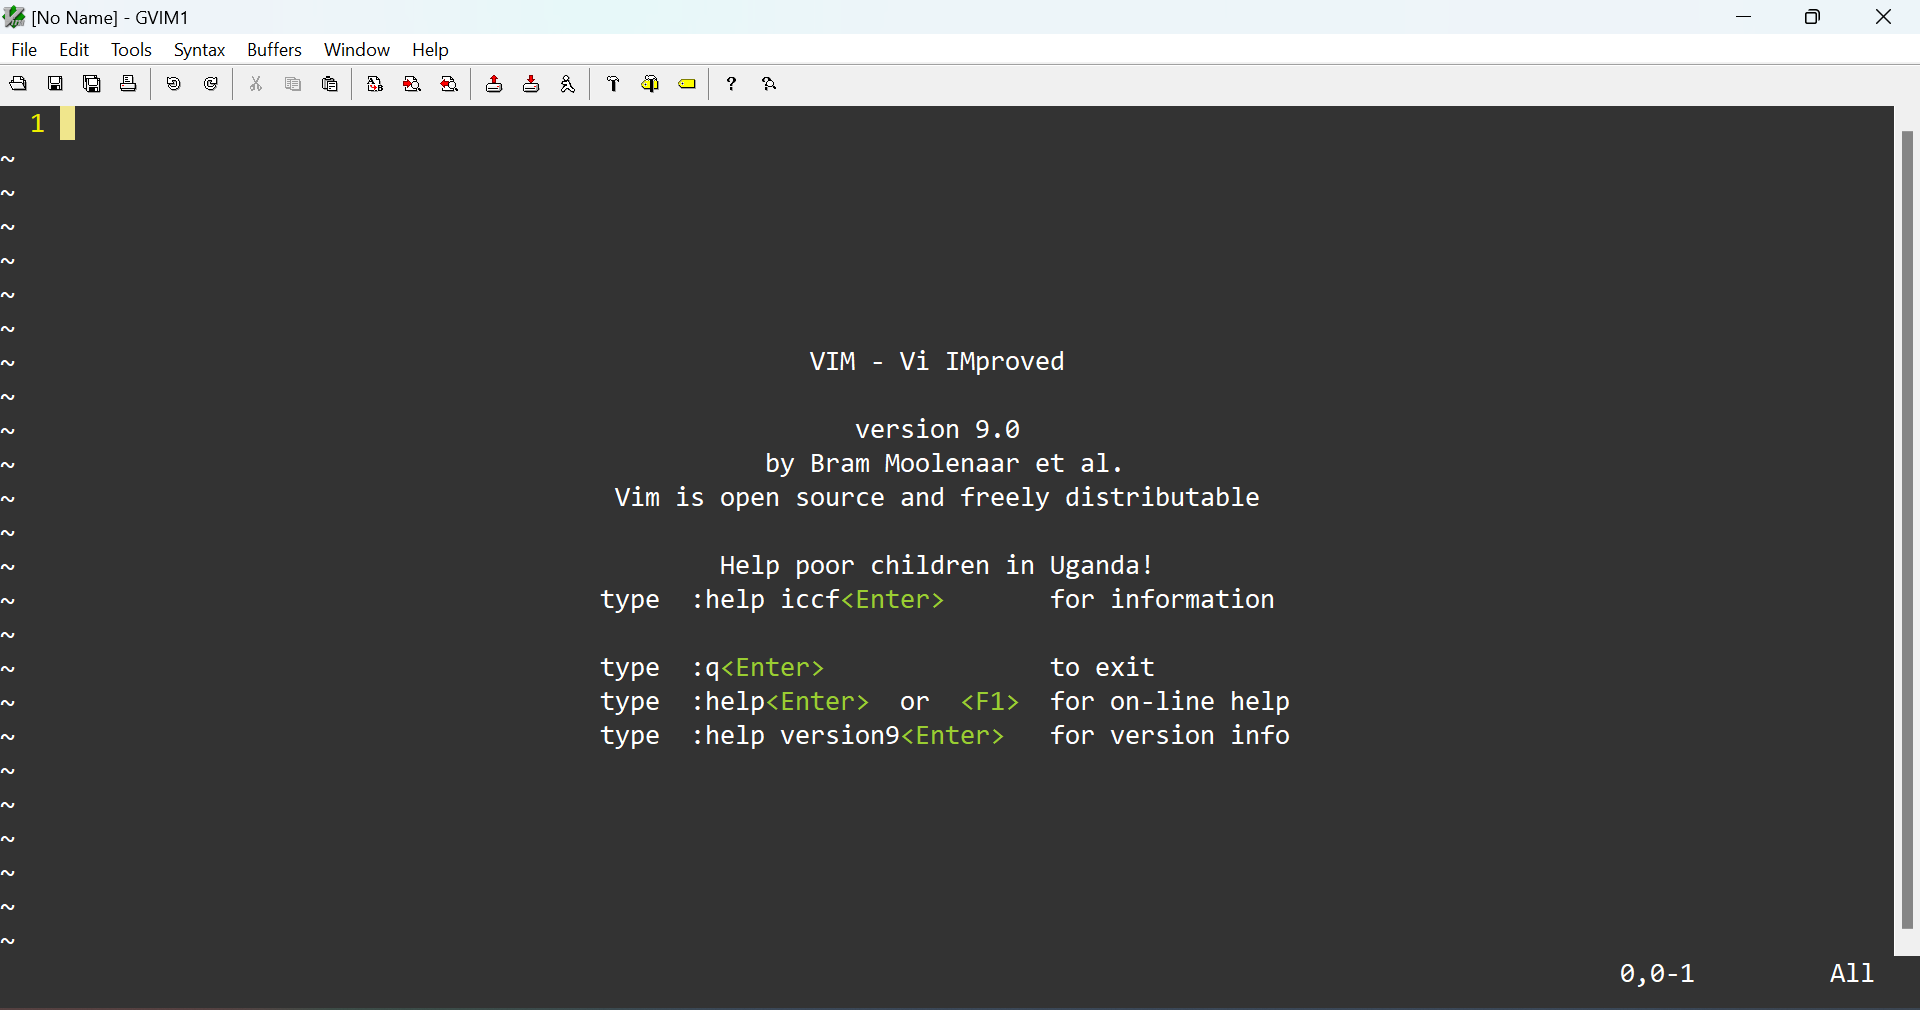 [No Name] - GVIM1
File Edit Tools Syntax Buffers Window Help
1
~
~
~
~
~
~
~ VIM - Vi IMproved
~
~ version 9.0
~ by Bram Moolenaar et al.
~ Vim is open source and freely distributable
~
~ Help poor children in Uganda!
~ type :help iccf<Enter> for information
~
~ type :q<Enter> to exit
~ type :help<Enter> or <F1> for on-line help
~ type :help version9<Enter> for version info
~
~
~
~
~
~
0,0-1 All